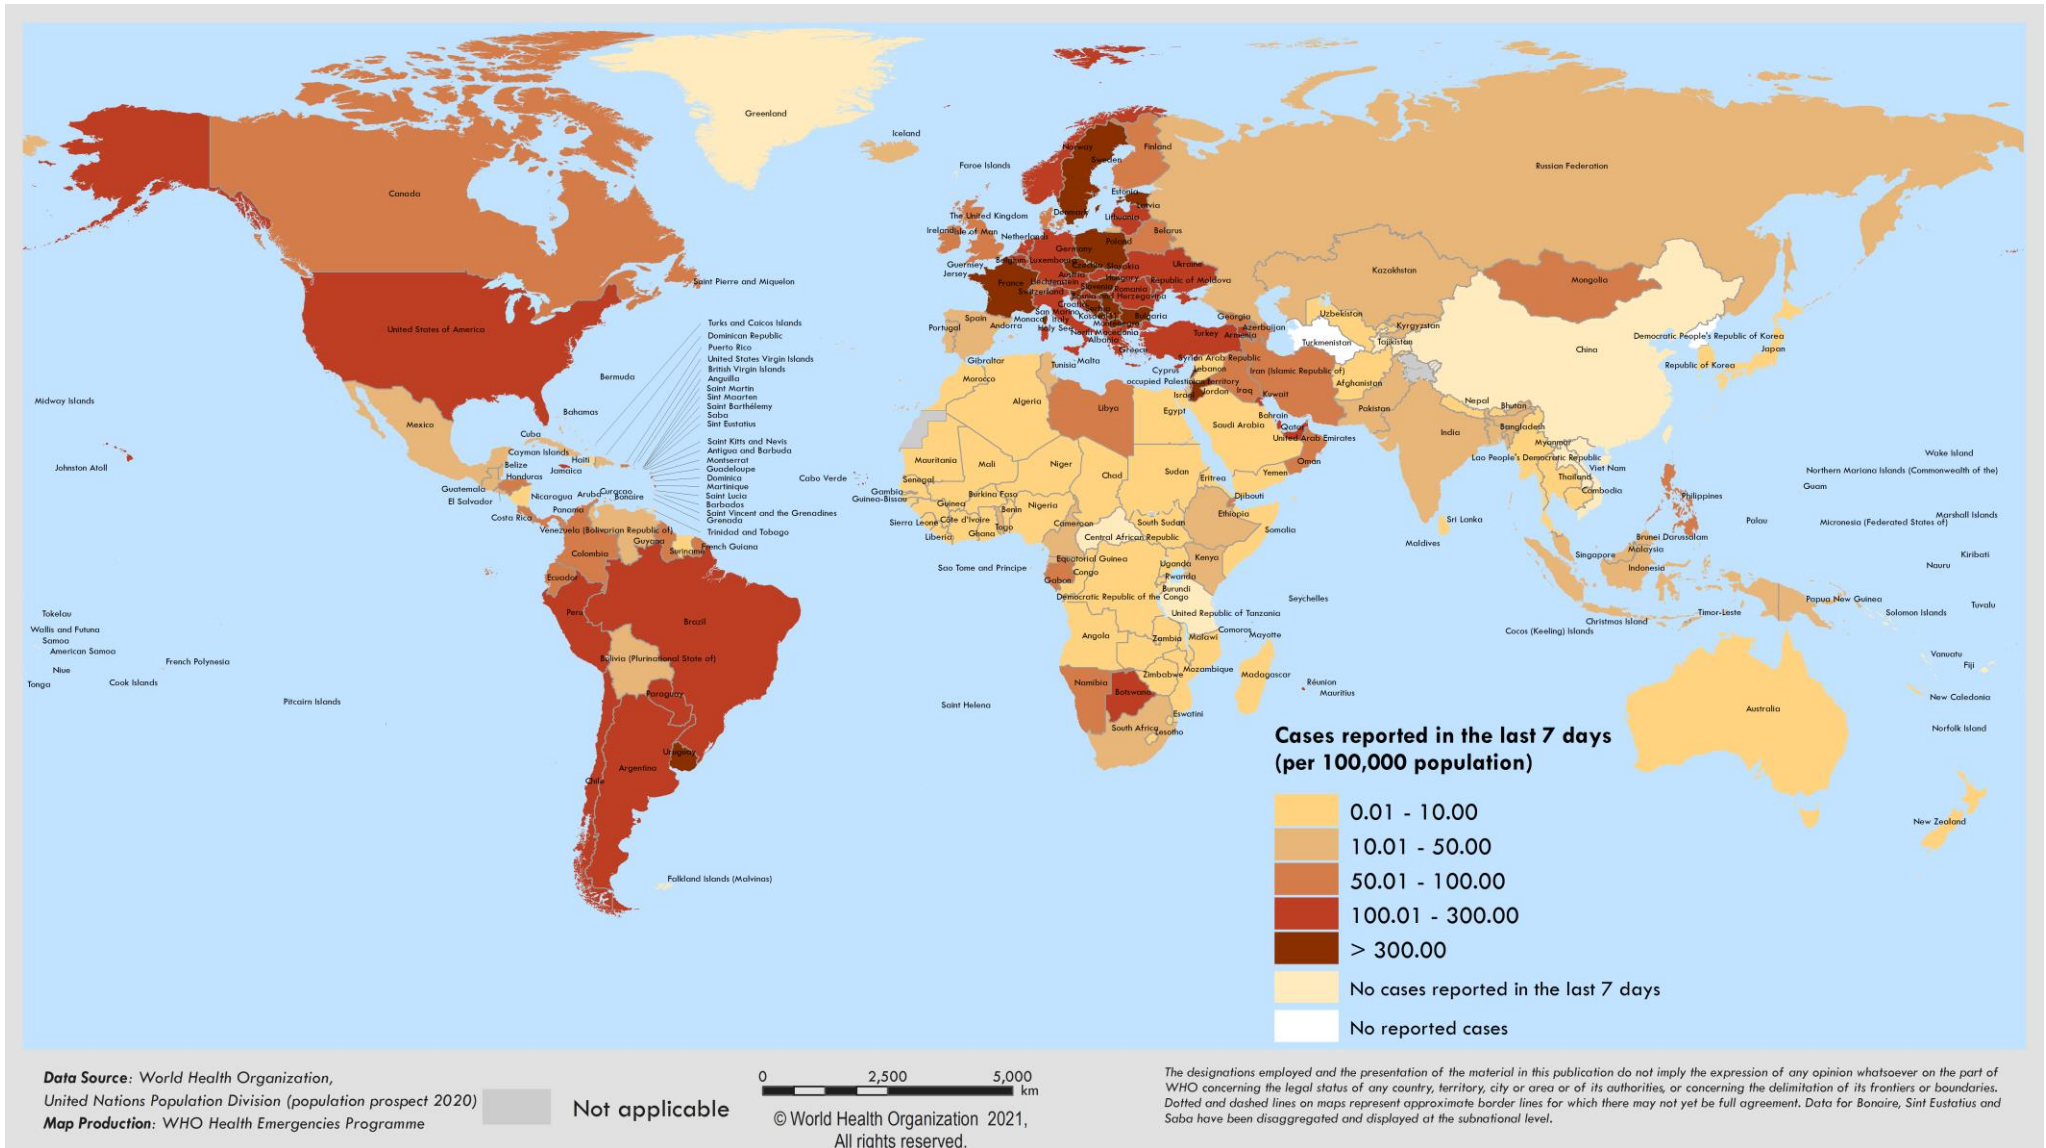 Greenland
Iceland
Faroe Islands
Norway
Sweden
Finland
Russian Federation
Canada
Estonia
Latvia
Denmark
Lithuania
The United Kingdom
Ireland
Isle of Man
Netherlands
Belarus
Poland
Germany
Belgium
Luxembourg
Guernsey
Jersey
Czechia
Slovakia
Ukraine
Austria
Hungary
Republic of Moldova
France
Liechtenstein
Switzerland
Slovenia
Romania
Bosnia and Herzegovina
Croatia
Serbia
San Marino
Kosovo[1]
Monaco
Italy
Bulgaria
Spain
Andorra
Portugal
Holy See
Montenegro
North Macedonia
Albania
Greece
Turkey
Georgia
Armenia
Azerbaijan
Kazakhstan
Mongolia
Uzbekistan
Kyrgyzstan
Turkmenistan
Tajikistan
China
Democratic People's Republic of Korea
Japan
Republic of Korea
Saint Pierre and Miquelon
United States of America
Turks and Caicos Islands
Dominican Republic
Puerto Rico
United States Virgin Islands
British Virgin Islands
Anguilla
Saint Martin
Sint Maarten
Saint Barthélemy
Saba
Sint Eustatius
Saint Kitts and Nevis
Antigua and Barbuda
Montserrat
Guadeloupe
Dominica
Martinique
Saint Lucia
Barbados
Saint Vincent and the Grenadines
Grenada
Trinidad and Tobago
Bermuda
Bahamas
Midway Islands
Johnston Atoll
Mexico
Cuba
Cayman Islands
Haiti
Belize
Jamaica
Honduras
Guatemala
El Salvador
Nicaragua
Aruba
Curaçao
Bonaire
Panama
Costa Rica
Venezuela (Bolivarian Republic of)
Guyana
Suriname
French Guiana
Colombia
Ecuador
Peru
Brazil
Bolivia (Plurinational State of)
Paraguay
Uruguay
Argentina
Chile
Falkland Islands (Malvinas)
Tokelau
Wallis and Futuna
Samoa
American Samoa
Niue
Tonga
Cook Islands
French Polynesia
Pitcairn Islands
Gibraltar
Malta
Tunisia
Morocco
Algeria
Libya
Egypt
Cyprus
Syrian Arab Republic
Lebanon
occupied Palestinian territory
Israel
Jordan
Iraq
Iran (Islamic Republic of)
Kuwait
Bahrain
Qatar
United Arab Emirates
Saudi Arabia
Oman
Yemen
Afghanistan
Pakistan
Nepal
Bhutan
India
Bangladesh
Myanmar
Lao People's Democratic Republic
Viet Nam
Thailand
Cambodia
Philippines
Sri Lanka
Maldives
Brunei Darussalam
Malaysia
Singapore
Indonesia
Palau
Wake Island
Northern Mariana Islands (Commonwealth of the)
Guam
Marshall Islands
Micronesia (Federated States of)
Kiribati
Nauru
Papua New Guinea
Solomon Islands
Tuvalu
Timor-Leste
Christmas Island
Cocos (Keeling) Islands
Vanuatu
Fiji
New Caledonia
Norfolk Island
Australia
New Zealand
Cabo Verde
Mauritania
Mali
Niger
Chad
Sudan
Eritrea
Senegal
Gambia
Guinea-Bissau
Guinea
Burkina Faso
Benin
Nigeria
Djibouti
Ethiopia
Sierra Leone
Côte d'Ivoire
Togo
Ghana
Liberia
Cameroon
South Sudan
Central African Republic
Somalia
Equatorial Guinea
Sao Tome and Principe
Gabon
Congo
Uganda
Kenya
Rwanda
Burundi
Democratic Republic of the Congo
United Republic of Tanzania
Seychelles
Angola
Zambia
Malawi
Comoros
Mayotte
Mozambique
Zimbabwe
Madagascar
Réunion
Mauritius
Namibia
Botswana
Saint Helena
Eswatini
South Africa
Lesotho
Cases reported in the last 7 days
(per 100,000 population)
0.01 - 10.00
10.01 - 50.00
50.01 - 100.00
100.01 - 300.00
> 300.00
No cases reported in the last 7 days
No reported cases
Data Source: World Health Organization,
United Nations Population Division (population prospect 2020)
Map Production: WHO Health Emergencies Programme
Not applicable
0 2,500 5,000
km
© World Health Organization 2021,
All rights reserved.
The designations employed and the presentation of the material in this publication do not imply the expression of any opinion whatsoever on the part of
WHO concerning the legal status of any country, territory, city or area or of its authorities, or concerning the delimitation of its frontiers or boundaries.
Dotted and dashed lines on maps represent approximate border lines for which there may not yet be full agreement. Data for Bonaire, Sint Eustatius and
Saba have been disaggregated and displayed at the subnational level.